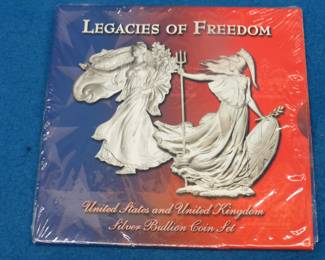 LEGACIES OF FREEDOM
United States and United Kingdom
Silver Bullion Coin Set